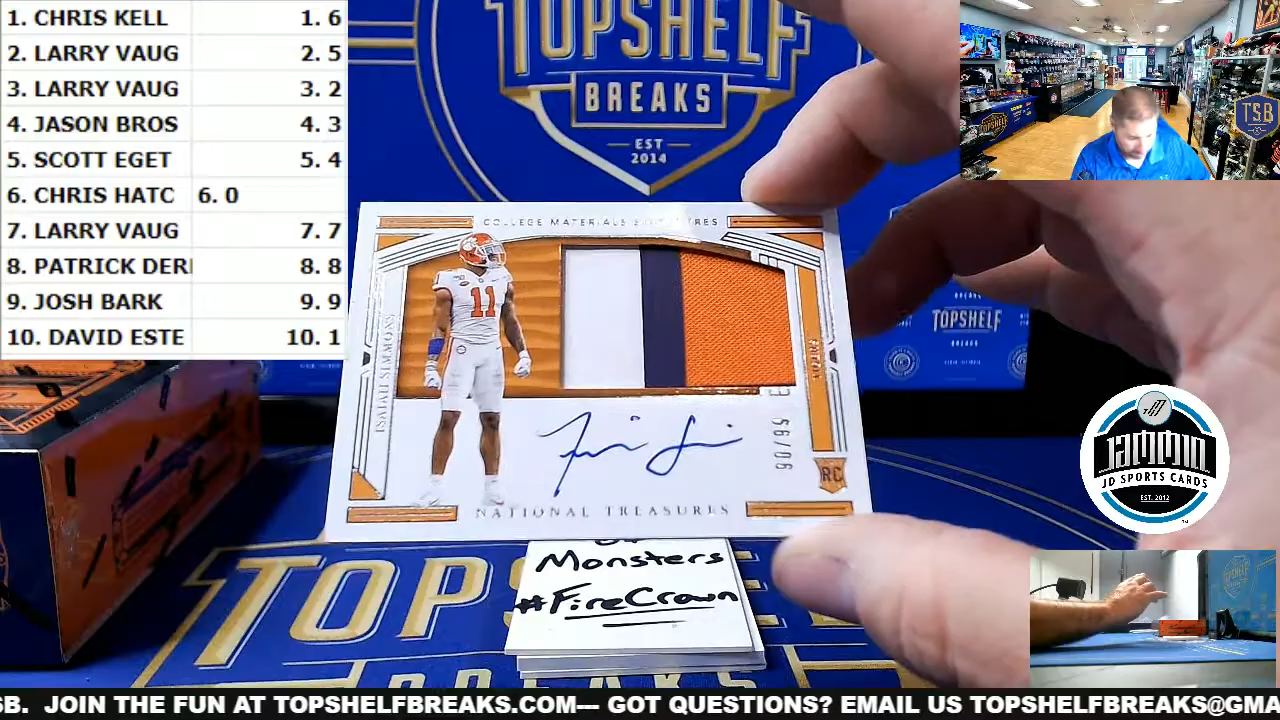 1. CHRIS KELL 1. 6
2. LARRY VAUG 2. 5
3. LARRY VAUG 3. 2
4. JASON BROS 4. 3
5. SCOTT EGET 5. 4
6. CHRIS HATC 6. 0
7. LARRY VAUG 7. 7
8. PATRICK DER 8. 8
9. JOSH BARK 9. 9
10. DAVID ESTE 10. 1
TOPSHELF
BREAKS
EST
2014
TSB
COLLEGE MATERIALS
11
ISAIAH SIMMONS
56/90
RC
NATIONAL TREASURES
TOPSHELF
BREAKS
JAMMIN
JD SPORTS CARDS
EST. 2012
Monsters
#FireCrown
SB. JOIN THE FUN AT TOPSHELFBREAKS.COM--- GOT QUESTIONS? EMAIL US TOPSHELFBREAKS@GMA